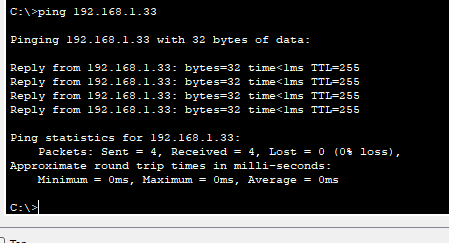 C:\>ping 192.168.1.33
Pinging 192.168.1.33 with 32 bytes of data:
Reply from 192.168.1.33: bytes=32 time<1ms TTL=255
Reply from 192.168.1.33: bytes=32 time<1ms TTL=255
Reply from 192.168.1.33: bytes=32 time<1ms TTL=255
Reply from 192.168.1.33: bytes=32 time<1ms TTL=255
Ping statistics for 192.168.1.33:
    Packets: Sent = 4, Received = 4, Lost = 0 (0% loss),
Approximate round trip times in milli-seconds:
    Minimum = 0ms, Maximum = 0ms, Average = 0ms
C:\>